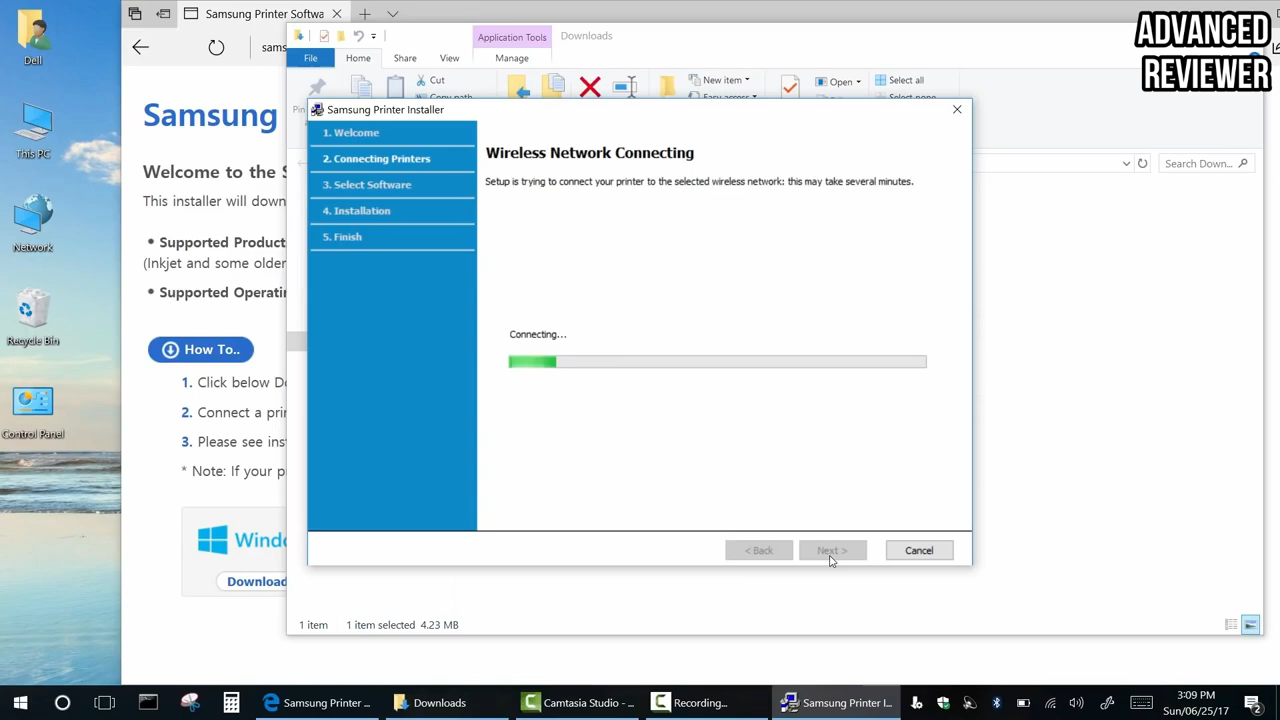 Samsung Printer Softwa
ADVANCED
REVIEWER
Application Tools
Downloads
sams
File
Home
Share
View
Manage
Dell
This PC
Network
Recycle Bin
Control Panel
Cut
New item
Open
Select all
Samsung Printer Installer
Search Down...
Samsung
Welcome to the S
This installer will down
• Supported Product
(Inkjet and some older
• Supported Operatin
How To..
1. Click below Do
2. Connect a prin
3. Please see inst
* Note: If your p
Windo
Download
1. Welcome
2. Connecting Printers
3. Select Software
4. Installation
5. Finish
Wireless Network Connecting
Setup is trying to connect your printer to the selected wireless network: this may take several minutes.
Connecting...
< Back
Next >
Cancel
1 item
1 item selected 4.23 MB
Samsung Printer ...
Downloads
Camtasia Studio - ...
Recording...
Samsung Printer I...
3:09 PM
Sun/06/25/17
2